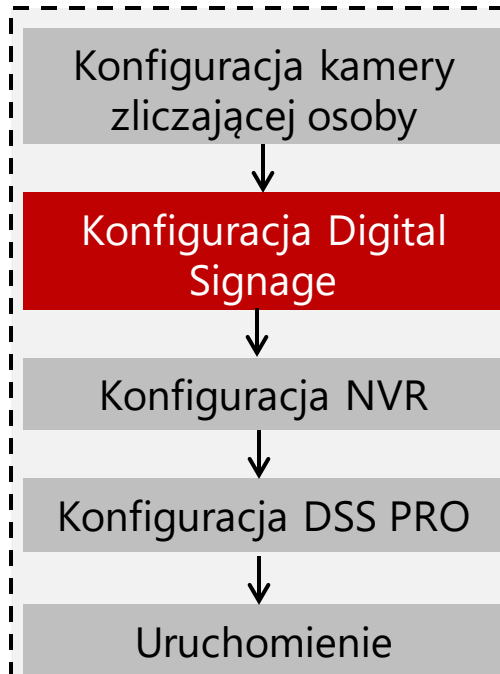 Konfiguracja kamery
zliczającej osoby
Konfiguracja Digital
Signage
Konfiguracja NVR
Konfiguracja DSS PRO
Uruchomienie